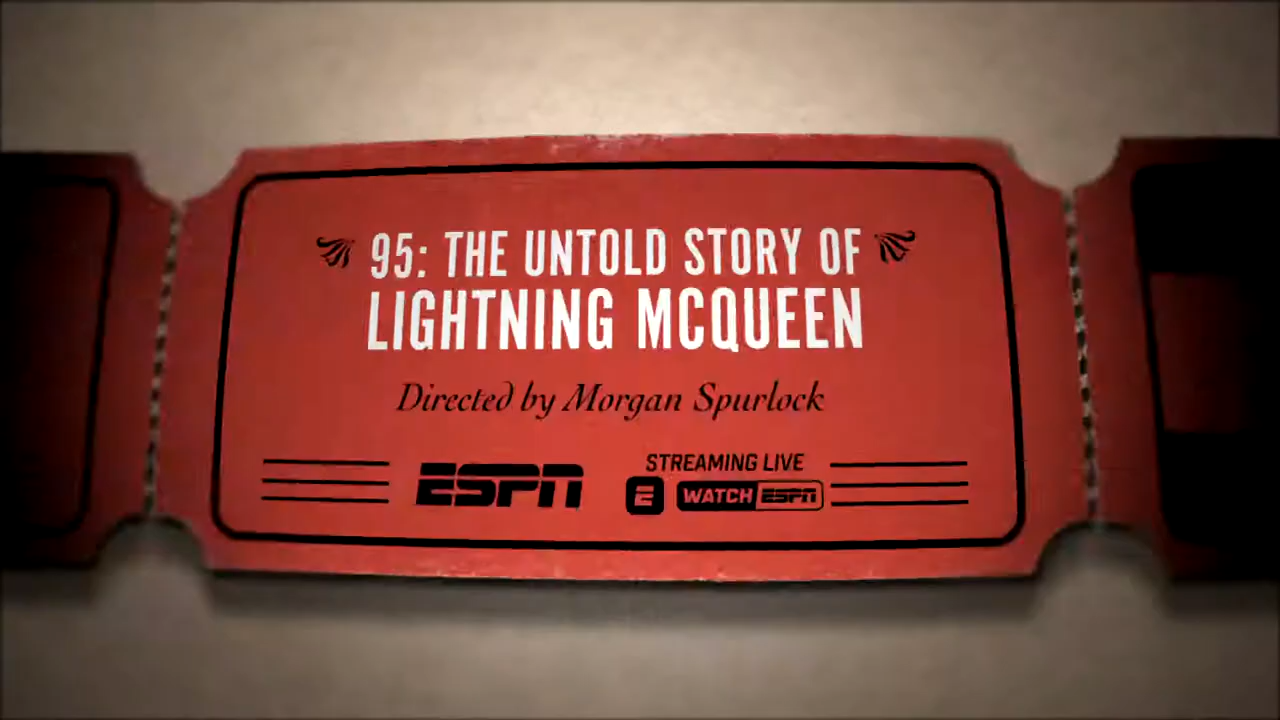 95: THE UNTOLD STORY OF
LIGHTNING MCQUEEN
Directed by Morgan Spurlock
ESPN
STREAMING LIVE
E WATCH ESPN